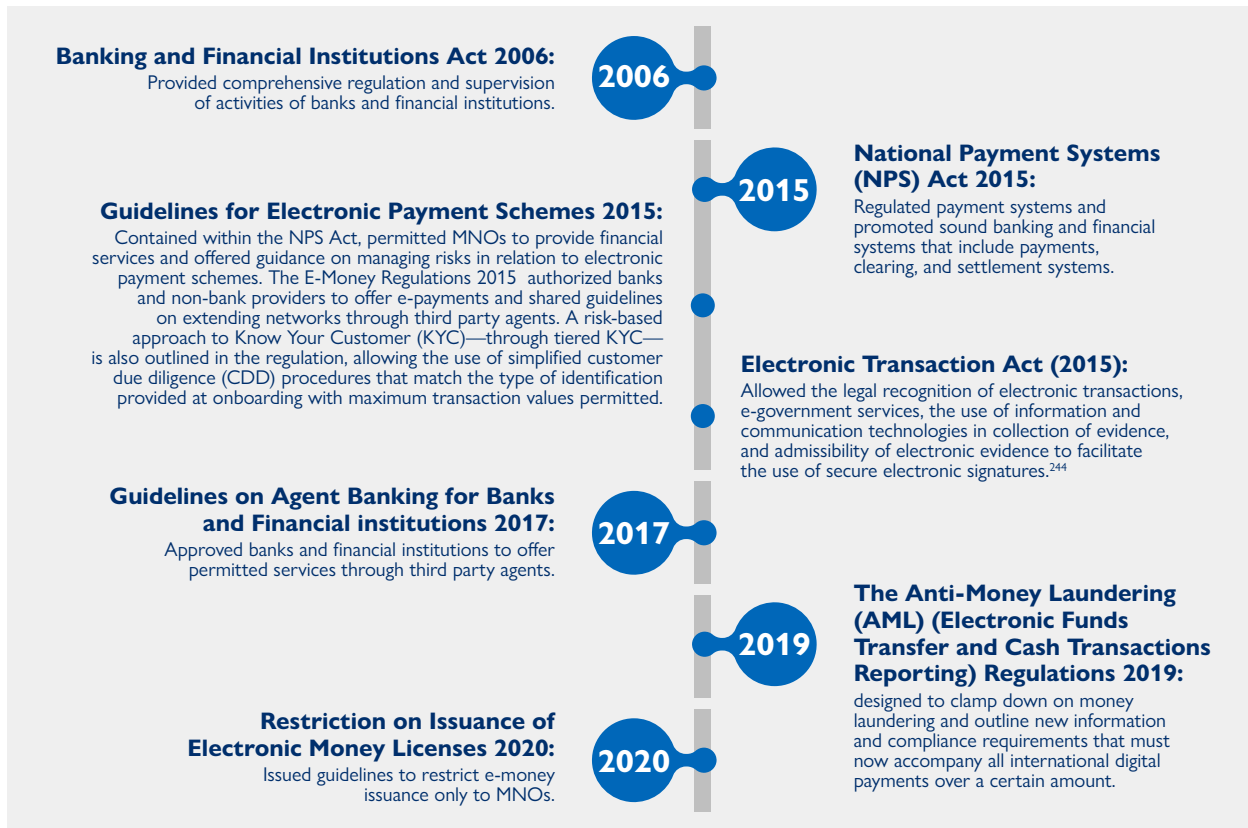 Banking and Financial Institutions Act 2006:
Provided comprehensive regulation and supervision
of activities of banks and financial institutions.
2006
National Payment Systems
(NPS) Act 2015:
Regulated payment systems and
promoted sound banking and financial
systems that include payments,
clearing, and settlement systems.
2015
Guidelines for Electronic Payment Schemes 2015:
Contained within the NPS Act, permitted MNOs to provide financial
services and offered guidance on managing risks in relation to electronic
payment schemes. The E-Money Regulations 2015 authorized banks
and non-bank providers to offer e-payments and shared guidelines
on extending networks through third party agents. A risk-based
approach to Know Your Customer (KYC)—through tiered KYC—
is also outlined in the regulation, allowing the use of simplified customer
due diligence (CDD) procedures that match the type of identification
provided at onboarding with maximum transaction values permitted.
Electronic Transaction Act (2015):
Allowed the legal recognition of electronic transactions,
e-government services, the use of information and
communication technologies in collection of evidence,
and admissibility of electronic evidence to facilitate
the use of secure electronic signatures.244
Guidelines on Agent Banking for Banks
and Financial institutions 2017:
Approved banks and financial institutions to offer
permitted services through third party agents.
2017
The Anti-Money Laundering
(AML) (Electronic Funds
Transfer and Cash Transactions
Reporting) Regulations 2019:
designed to clamp down on money
laundering and outline new information
and compliance requirements that must
now accompany all international digital
payments over a certain amount.
2019
Restriction on Issuance of
Electronic Money Licenses 2020:
Issued guidelines to restrict e-money
issuance only to MNOs.
2020